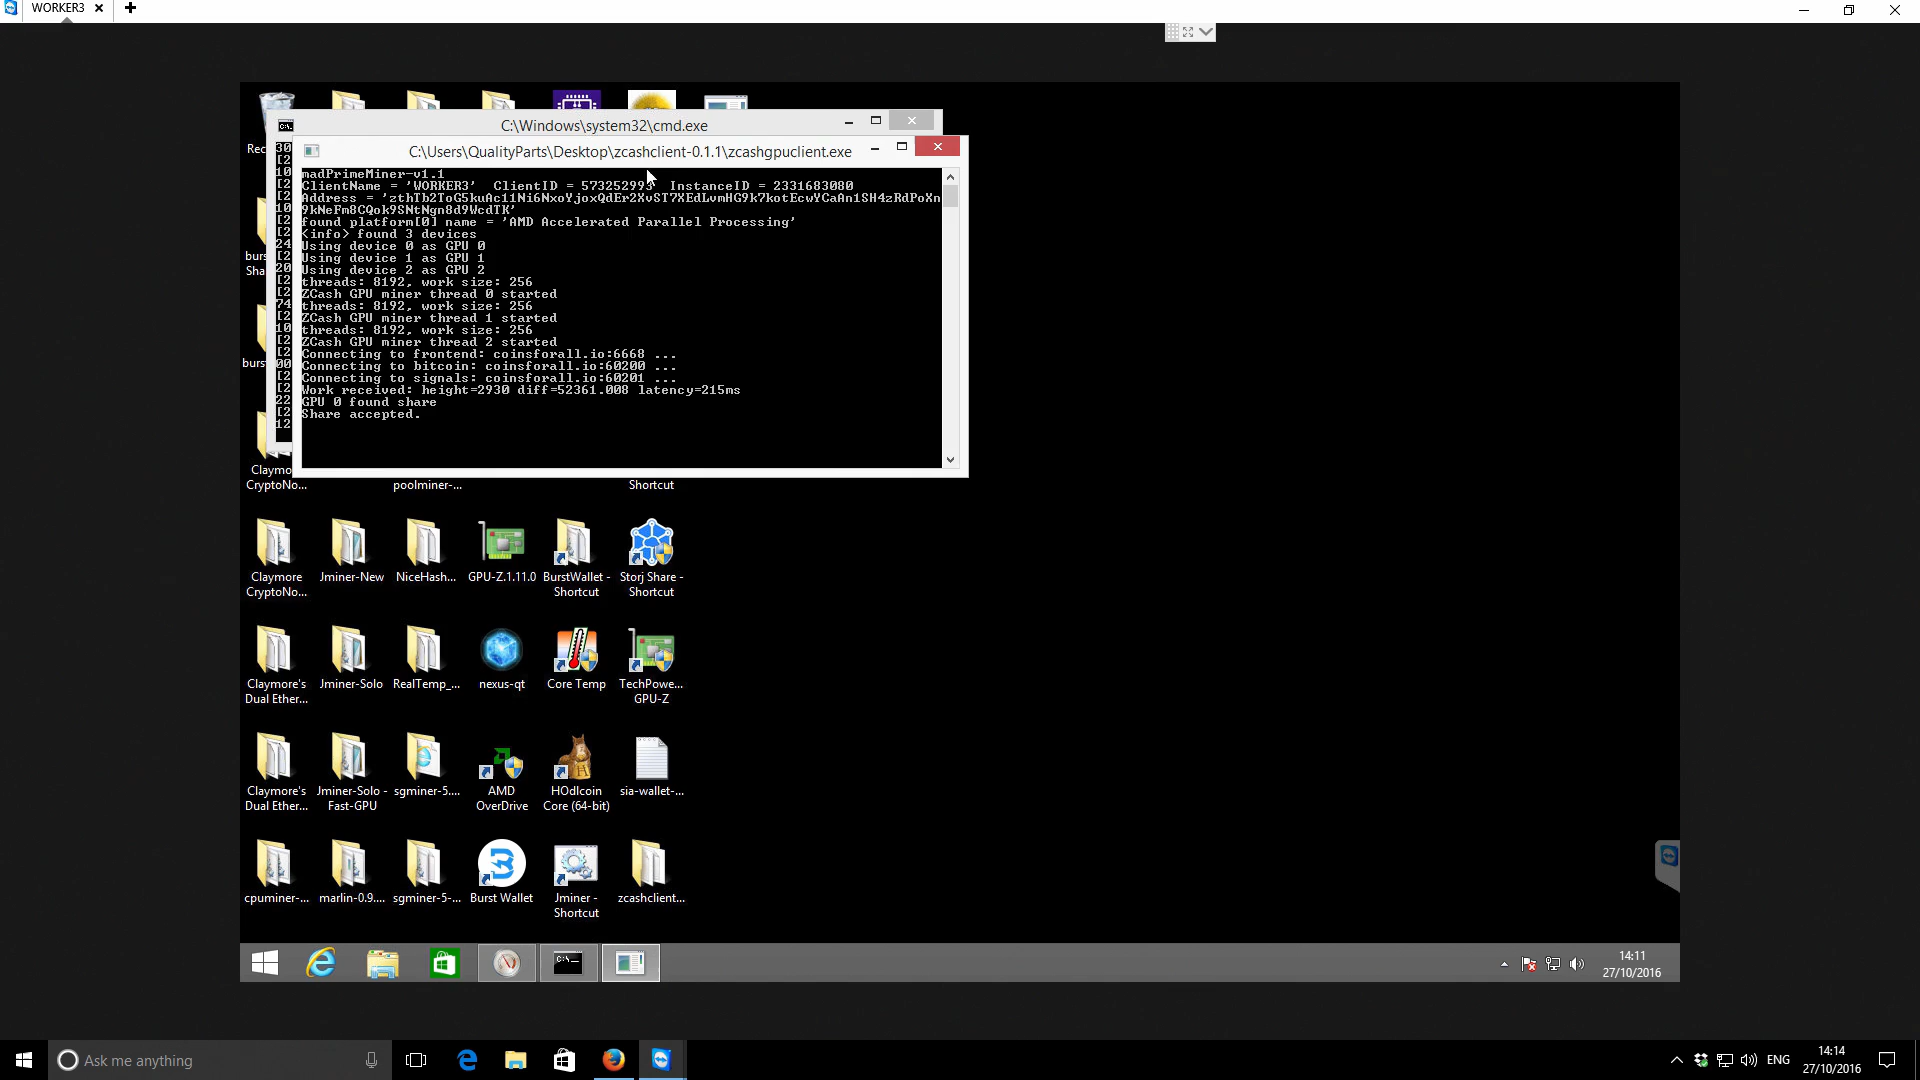 WORKER3
C:\Windows\system32\cmd.exe
C:\Users\QualityParts\Desktop\zcashclient-0.1.1\zcashgpuclient.exe
madPrimeMiner-v1.1
ClientName = 'WORKER3'  ClientID = 573252993  InstanceID = 2331683080
Address = 'zthTb2ToG5kuAc11Ni6NxoYjoxQdEr2XvST7XEdLvmHG9k7kotEcwYCaAn1SH4zRdPoXn
9kNeFm8CQok9SNtNgn8d9WcdTK'
found platform[0] name = 'AMD Accelerated Parallel Processing'
<info> found 3 devices
Using device 0 as GPU 0
Using device 1 as GPU 1
Using device 2 as GPU 2
threads: 8192, work size: 256
ZCash GPU miner thread 0 started
threads: 8192, work size: 256
ZCash GPU miner thread 1 started
threads: 8192, work size: 256
ZCash GPU miner thread 2 started
Connecting to frontend: coinsforall.io:6668 ...
Connecting to bitcoin: coinsforall.io:60200 ...
Connecting to signals: coinsforall.io:60201 ...
Work received: height=2930 diff=52361.008 latency=215ms
GPU 0 found share
Share accepted.
Rec
burs
Sha
burs
Claymo
CryptoNo...
poolminer-...
Shortcut
Claymore
CryptoNo...
Jminer-New
NiceHash...
GPU-Z.1.11.0
BurstWallet -
Shortcut
Storj Share -
Shortcut
Claymore's
Dual Ether...
Jminer-Solo
RealTemp_...
nexus-qt
Core Temp
TechPowe...
GPU-Z
Claymore's
Dual Ether...
Jminer-Solo -
Fast-GPU
sgminer-5....
AMD
OverDrive
HOdlcoin
Core (64-bit)
sia-wallet-...
cpuminer-...
marlin-0.9....
sgminer-5-...
Burst Wallet
Jminer -
Shortcut
zcashclient...
14:11
27/10/2016
Ask me anything
ENG
14:14
27/10/2016